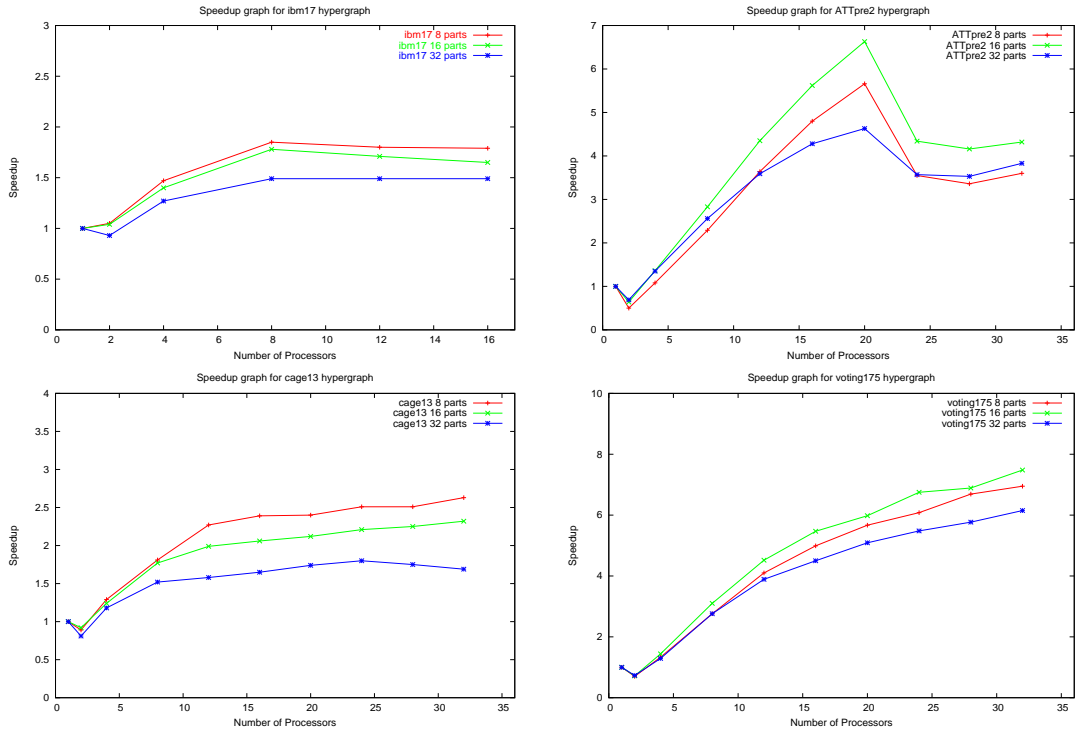 Speedup graph for ibm17 hypergraph
3
2.5
2
1.5
1
0.5
0
Speedup
ibm17 8 parts
ibm17 16 parts
ibm17 32 parts
0 2 4 6 8 10 12 14 16
Number of Processors
Speedup graph for ATTpre2 hypergraph
7
6
5
4
3
2
1
0
Speedup
ATTpre2 8 parts
ATTpre2 16 parts
ATTpre2 32 parts
0 5 10 15 20 25 30 35
Number of Processors
Speedup graph for cage13 hypergraph
4
3.5
3
2.5
2
1.5
1
0.5
0
Speedup
cage13 8 parts
cage13 16 parts
cage13 32 parts
0 5 10 15 20 25 30 35
Number of Processors
Speedup graph for voting175 hypergraph
10
8
6
4
2
0
Speedup
voting175 8 parts
voting175 16 parts
voting175 32 parts
0 5 10 15 20 25 30 35
Number of Processors